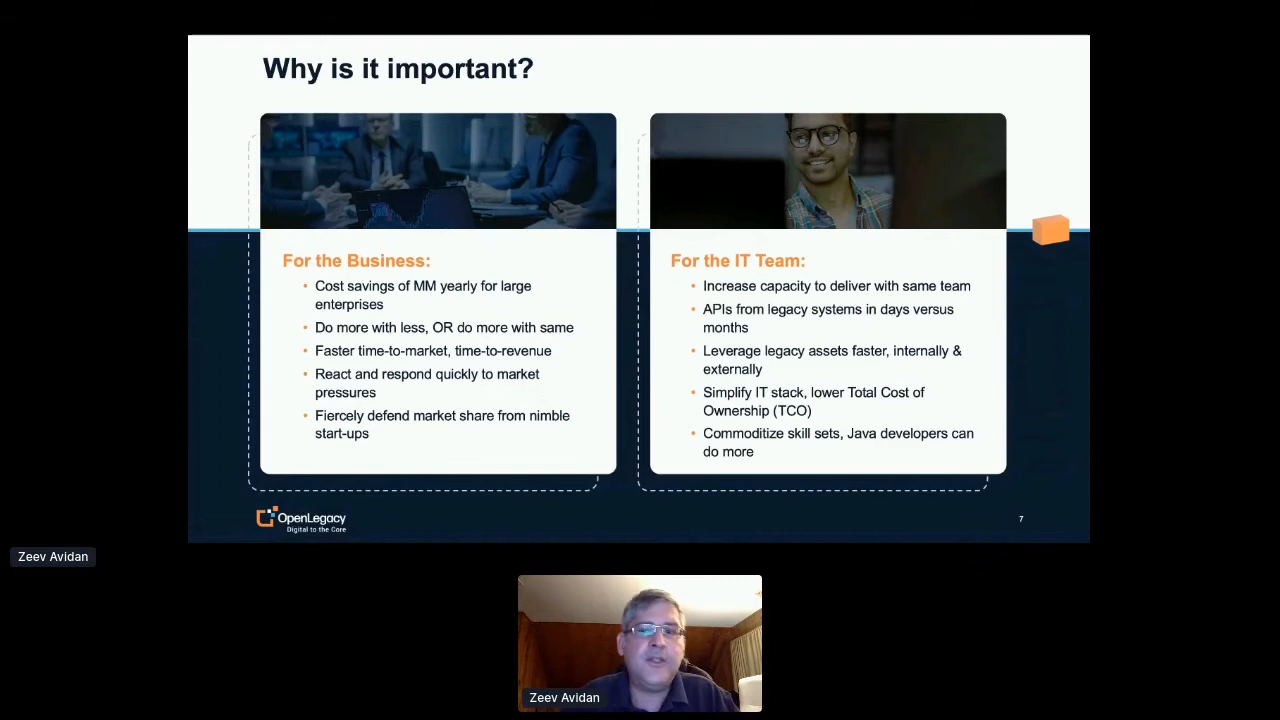 Why is it important?
For the Business:
• Cost savings of MM yearly for large
enterprises
• Do more with less, OR do more with same
• Faster time-to-market, time-to-revenue
• React and respond quickly to market
pressures
• Fiercely defend market share from nimble
start-ups
For the IT Team:
• Increase capacity to deliver with same team
• APIs from legacy systems in days versus
months
• Leverage legacy assets faster, internally &
externally
• Simplify IT stack, lower Total Cost of
Ownership (TCO)
• Commoditize skill sets, Java developers can
do more
OpenLegacy
Digital to the Core
7
Zeev Avidan
Zeev Avidan